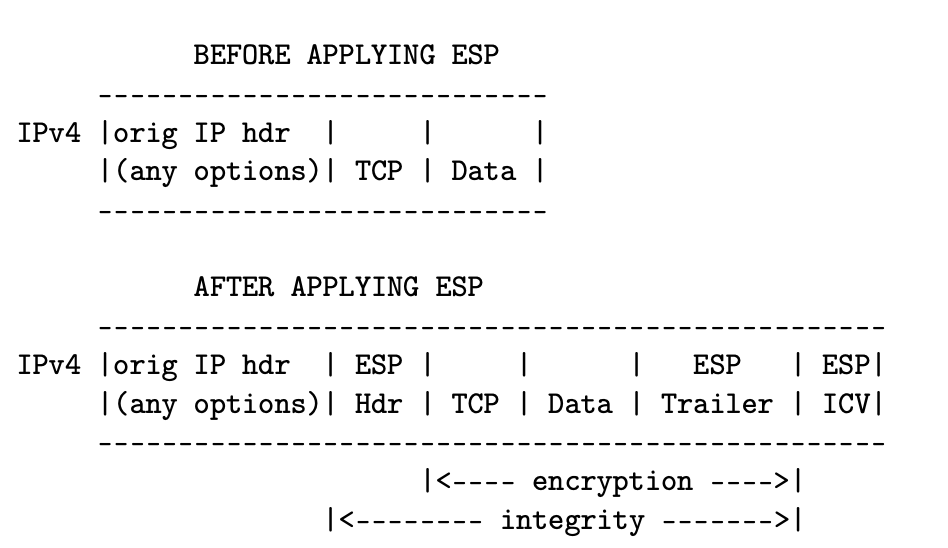 BEFORE APPLYING ESP
      ----------------------------
IPv4  |orig IP hdr  |     |      |
      |(any options)| TCP | Data |
      ----------------------------
            AFTER APPLYING ESP
      -------------------------------------------------
IPv4  |orig IP hdr  | ESP |     |      |   ESP   | ESP|
      |(any options)| Hdr | TCP | Data | Trailer | ICV|
      -------------------------------------------------
                          |<---- encryption ---->|
                    |<-------- integrity ------->|